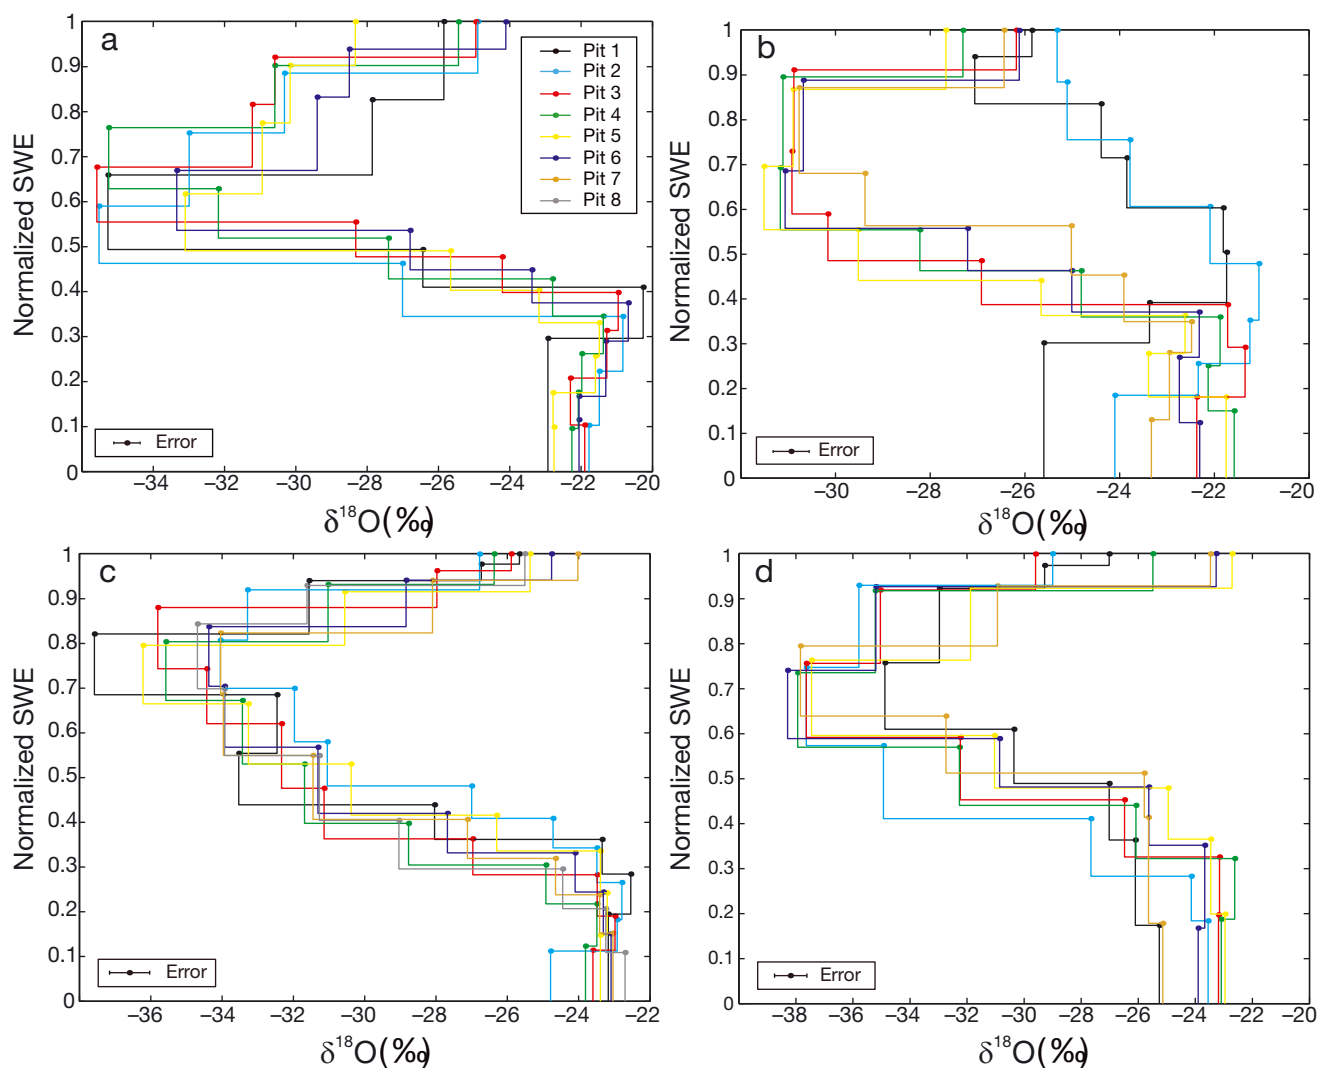 a
Normalized SWE
1
0.9
0.8
0.7
0.6
0.5
0.4
0.3
0.2
0.1
0
Pit 1
Pit 2
Pit 3
Pit 4
Pit 5
Pit 6
Pit 7
Pit 8
Error
−34 −32 −30 −28 −26 −24 −22 −20
δ¹⁸O(‰)
b
Normalized SWE
1
0.9
0.8
0.7
0.6
0.5
0.4
0.3
0.2
0.1
0
Error
−30 −28 −26 −24 −22 −20
δ¹⁸O(‰)
c
Normalized SWE
1
0.9
0.8
0.7
0.6
0.5
0.4
0.3
0.2
0.1
0
Error
−36 −34 −32 −30 −28 −26 −24 −22
δ¹⁸O(‰)
d
Normalized SWE
1
0.9
0.8
0.7
0.6
0.5
0.4
0.3
0.2
0.1
0
Error
−38 −36 −34 −32 −30 −28 −26 −24 −22 −20
δ¹⁸O(‰)